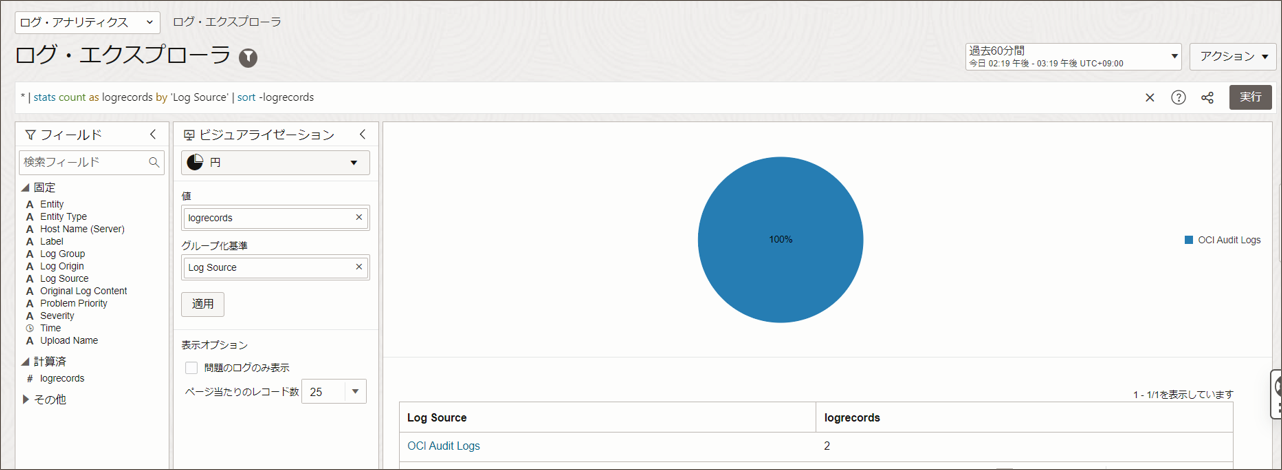 ログ・アナリティクス
ログ・エクスプローラ
ログ・エクスプローラ
過去60分間
今日 02:19 午後 - 03:19 午後 UTC+09:00
アクション
* | stats count as logrecords by 'Log Source' | sort -logrecords
実行
フィールド
検索フィールド
固定
A Entity
A Entity Type
A Host Name (Server)
A Label
A Log Group
A Log Origin
A Log Source
A Original Log Content
A Problem Priority
A Severity
Time
A Upload Name
計算済
# logrecords
その他
ビジュアライゼーション
円
値
logrecords
グループ化基準
Log Source
適用
表示オプション
問題のログのみ表示
ページ当たりのレコード数 25
100%
OCI Audit Logs
1 - 1/1を表示しています
Log Source logrecords
OCI Audit Logs 2